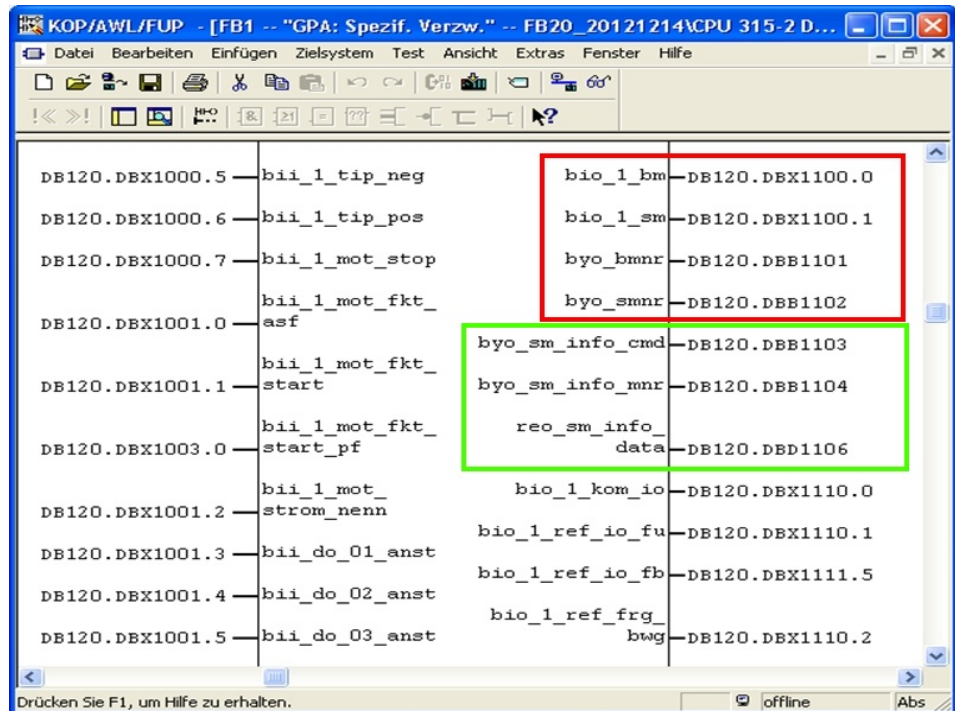 KOP/AWL/FUP - [FB1 -- "GPA: Spezif. Verzw." -- FB20_20121214\CPU 315-2 D...
Datei Bearbeiten Einfügen Zielsystem Test Ansicht Extras Fenster Hilfe
DB120.DBX1000.5 bii_1_tip_neg bio_1_bm DB120.DBX1100.0
DB120.DBX1000.6 bii_1_tip_pos bio_1_sm DB120.DBX1100.1
DB120.DBX1000.7 bii_1_mot_stop byo_bmnr DB120.DBB1101
bii_1_mot_fkt_ byo_smnr DB120.DBB1102
DB120.DBX1001.0 asf
byo_sm_info_cmd DB120.DBB1103
bii_1_mot_fkt_
DB120.DBX1001.1 start byo_sm_info_mnr DB120.DBB1104
bii_1_mot_fkt_ reo_sm_info_
DB120.DBX1003.0 start_pf data DB120.DBD1106
bii_1_mot_ bio_1_kom_io DB120.DBX1110.0
DB120.DBX1001.2 strom_nenn
bio_1_ref_io_fu DB120.DBX1110.1
DB120.DBX1001.3 bii_do_01_anst
bio_1_ref_io_fb DB120.DBX1111.5
DB120.DBX1001.4 bii_do_02_anst
bio_1_ref_frg_
DB120.DBX1001.5 bii_do_03_anst bwg DB120.DBX1110.2
Drücken Sie F1, um Hilfe zu erhalten. offline Abs